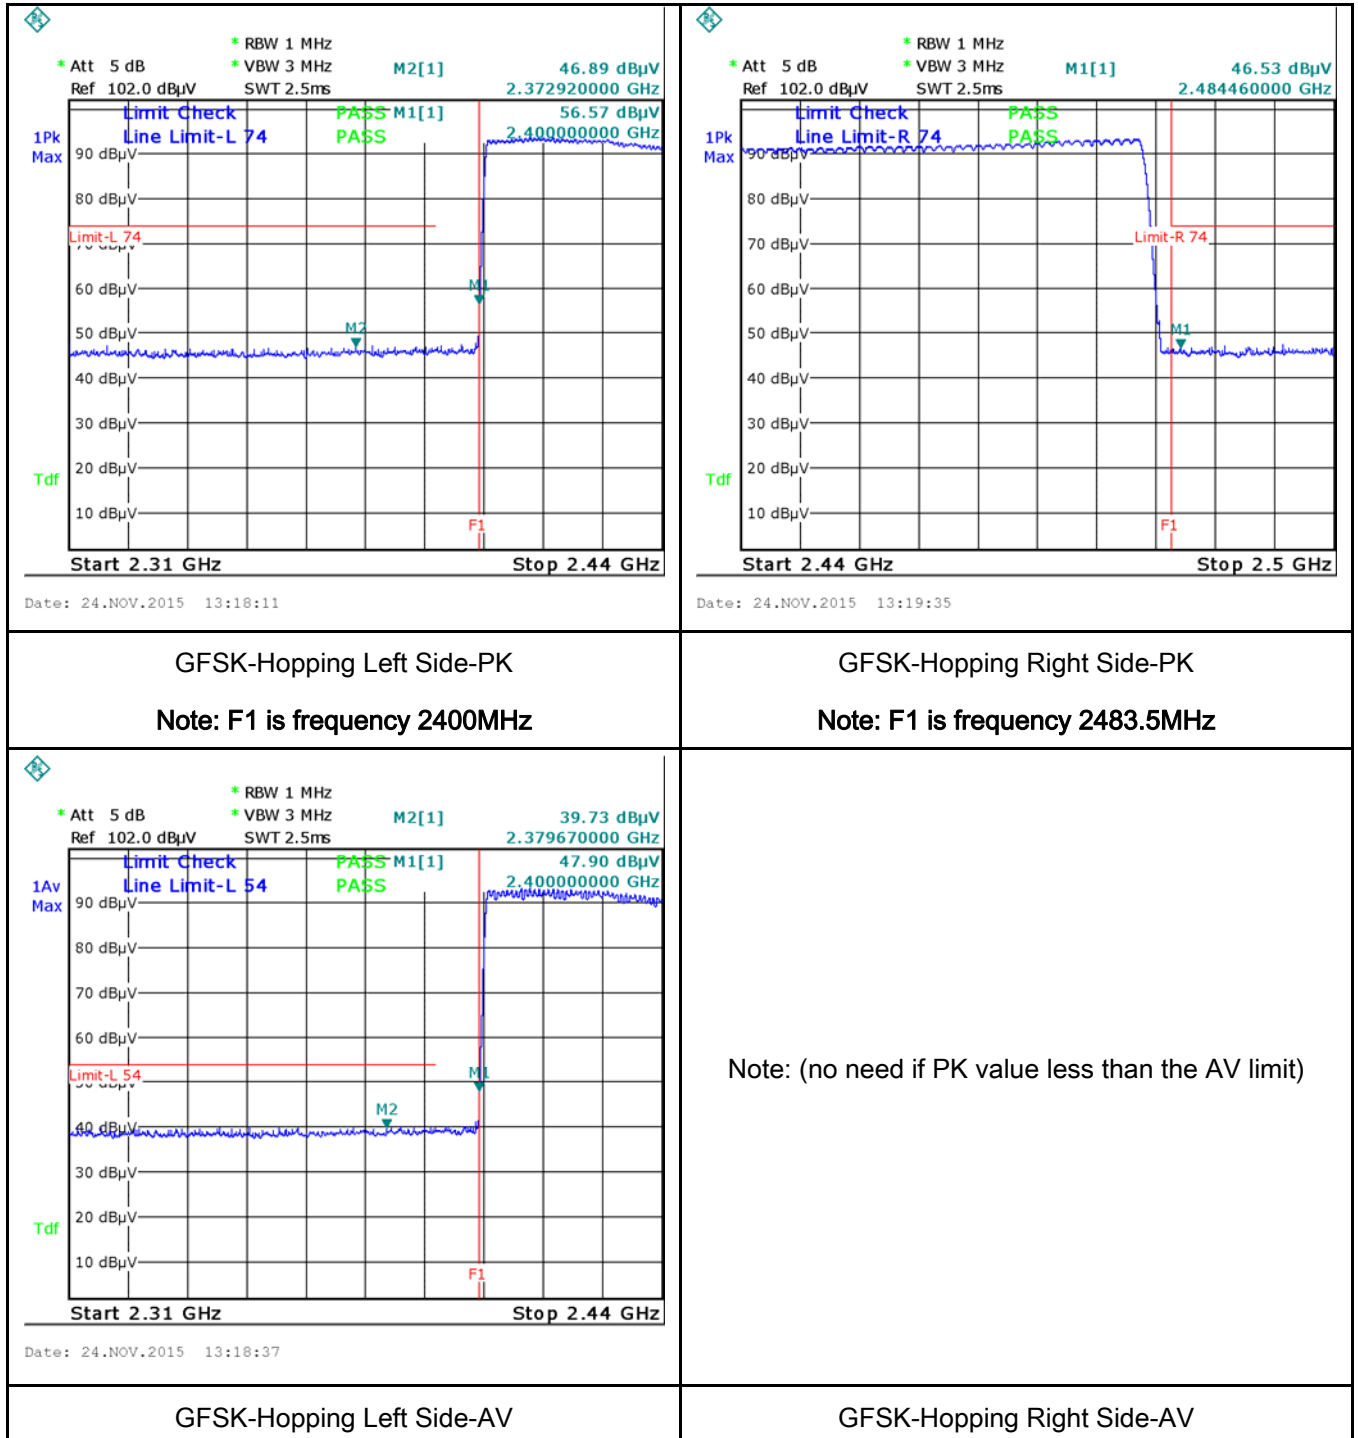 * RBW 1 MHz
* Att 5 dB * VBW 3 MHz M2[1] 46.89 dBµV
Ref 102.0 dBµV SWT 2.5ms 2.372920000 GHz
Limit Check PASS M1[1] 56.57 dBµV
1Pk Line Limit-L 74 PASS 2.400000000 GHz
Max 90 dBµV
80 dBµV
Limit-L 74
70 dBµV
M1
60 dBµV
50 dBµV M2
40 dBµV
30 dBµV
20 dBµV
Tdf
10 dBµV
F1
Start 2.31 GHz Stop 2.44 GHz
Date: 24.NOV.2015 13:18:11
GFSK-Hopping Left Side-PK
Note: F1 is frequency 2400MHz
* RBW 1 MHz
* Att 5 dB * VBW 3 MHz M1[1] 46.53 dBµV
Ref 102.0 dBµV SWT 2.5ms 2.484460000 GHz
Limit Check PASS
1Pk Line Limit-R 74 PASS
Max 90 dBµV
80 dBµV
Limit-R 74
70 dBµV
60 dBµV
50 dBµV M1
40 dBµV
30 dBµV
20 dBµV
Tdf
10 dBµV
F1
Start 2.44 GHz Stop 2.5 GHz
Date: 24.NOV.2015 13:19:35
GFSK-Hopping Right Side-PK
Note: F1 is frequency 2483.5MHz
* RBW 1 MHz
* Att 5 dB * VBW 3 MHz M2[1] 39.73 dBµV
Ref 102.0 dBµV SWT 2.5ms 2.379670000 GHz
Limit Check PASS M1[1] 47.90 dBµV
1Av Line Limit-L 54 PASS 2.400000000 GHz
Max 90 dBµV
80 dBµV
70 dBµV
60 dBµV
Limit-L 54 M1
50 dBµV
M2
40 dBµV
30 dBµV
20 dBµV
Tdf
10 dBµV
F1
Start 2.31 GHz Stop 2.44 GHz
Date: 24.NOV.2015 13:18:37
GFSK-Hopping Left Side-AV
Note: (no need if PK value less than the AV limit)
GFSK-Hopping Right Side-AV